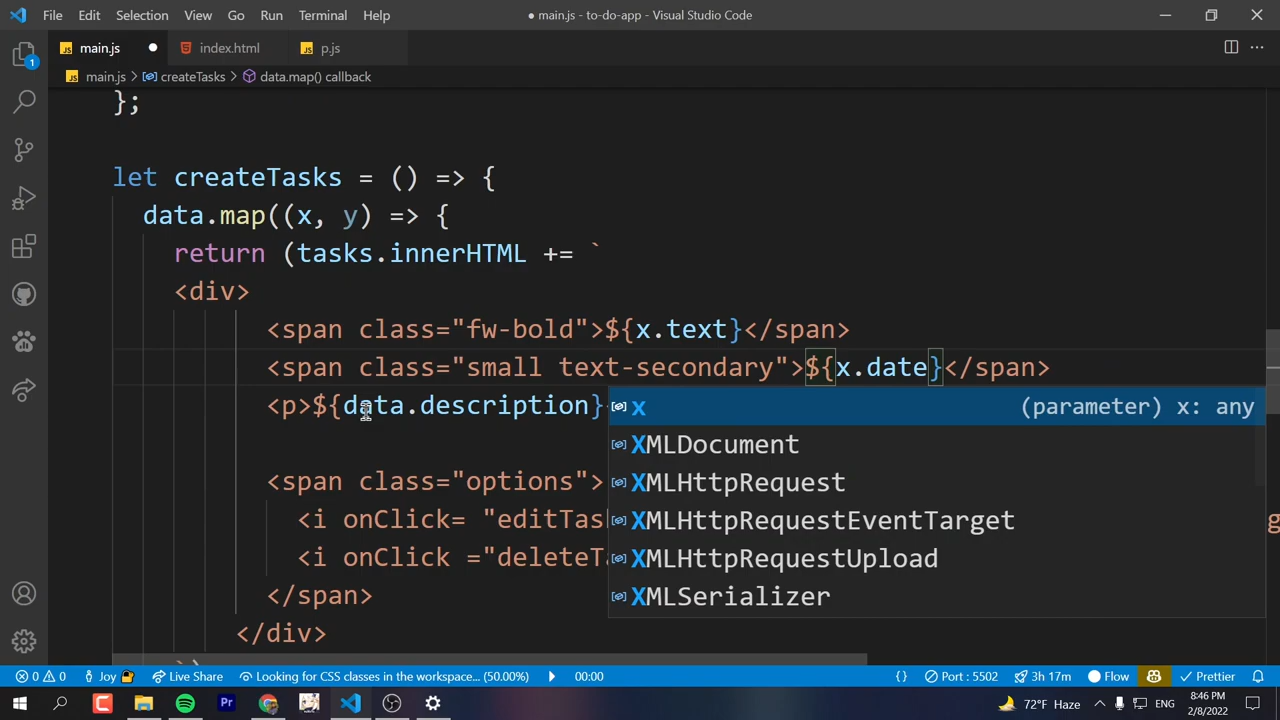 File Edit Selection View Go Run Terminal Help
● main.js - to-do-app - Visual Studio Code
JS main.js ● index.html JS p.js
JS main.js > createTasks > data.map() callback
1
};
let createTasks = () => {
data.map((x, y) => {
return (tasks.innerHTML += `
<div>
<span class="fw-bold">${x.text}</span>
<span class="small text-secondary">${x.date}</span>
<p>${data.description}
x (parameter) x: any
XMLDocument
<span class="options">
XMLHttpRequest
<i onClick= "editTas
XMLHttpRequestEventTarget
<i onClick ="deleteT
XMLHttpRequestUpload
</span>
XMLSerializer
</div>
`)
0 0 Joy Live Share Looking for CSS classes in the workspace... (50.00%) 00:00 {} Port : 5502 3h 17m Flow Prettier
Pr 72°F Haze ENG 8:46 PM
2/8/2022